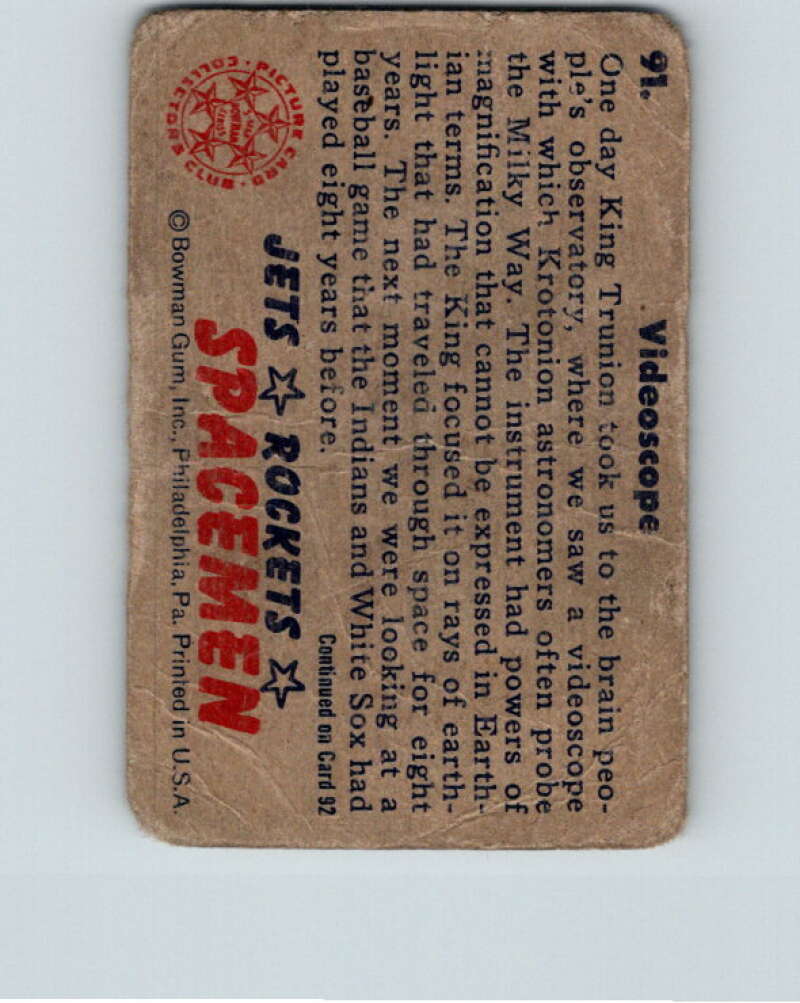 91.
Videoscope
One day King Trunion took us to the brain peo-
ple's observatory, where we saw a videoscope
with which Krotonion astronomers often probe
the Milky Way. The instrument had powers of
magnification that cannot be expressed in Earth-
ian terms. The King focused it on rays of earth-
light that had traveled through space for eight
years. The next moment we were looking at a
baseball game that the Indians and White Sox had
played eight years before.
Continued on Card 92
JETS ☆ ROCKETS ☆
SPACEMEN
PICTURE CARD COLLECTORS CLUB
© Bowman Gum, Inc., Philadelphia, Pa. Printed in U.S.A.